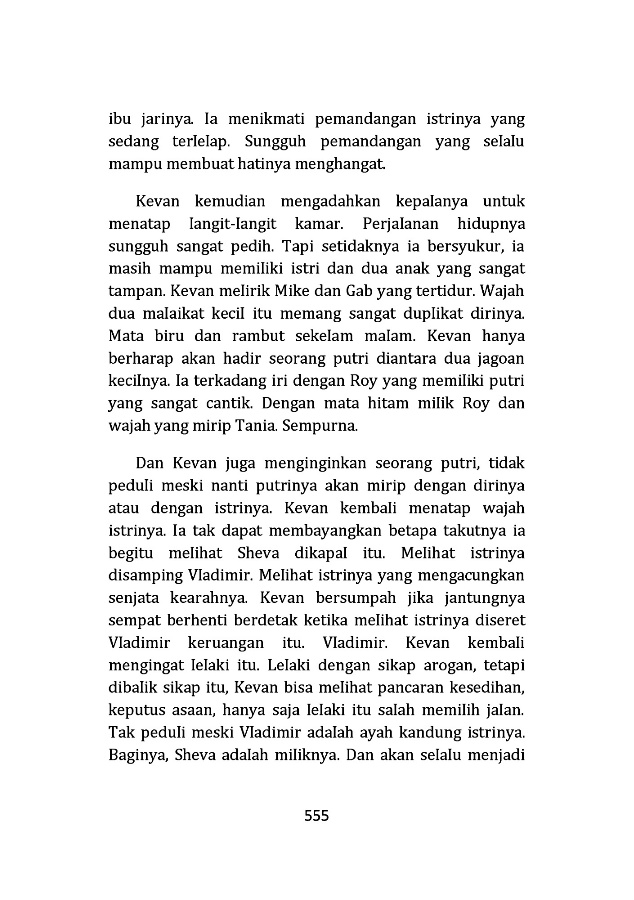 ibu jarinya. Ia menikmati pemandangan istrinya yang
sedang terlelap. Sungguh pemandangan yang selalu
mampu membuat hatinya menghangat.
Kevan kemudian mengadahkan kepalanya untuk
menatap langit-langit kamar. Perjalanan hidupnya
sungguh sangat pedih. Tapi setidaknya ia bersyukur, ia
masih mampu memiliki istri dan dua anak yang sangat
tampan. Kevan melirik Mike dan Gab yang tertidur. Wajah
dua malaikat kecil itu memang sangat duplikat dirinya.
Mata biru dan rambut sekelam malam. Kevan hanya
berharap akan hadir seorang putri diantara dua jagoan
kecilnya. Ia terkadang iri dengan Roy yang memiliki putri
yang sangat cantik. Dengan mata hitam milik Roy dan
wajah yang mirip Tania. Sempurna.
Dan Kevan juga menginginkan seorang putri, tidak
peduli meski nanti putrinya akan mirip dengan dirinya
atau dengan istrinya. Kevan kembali menatap wajah
istrinya. Ia tak dapat membayangkan betapa takutnya ia
begitu melihat Sheva dikapal itu. Melihat istrinya
disamping Vladimir. Melihat istrinya yang mengacungkan
senjata kearahnya. Kevan bersumpah jika jantungnya
sempat berhenti berdetak ketika melihat istrinya diseret
Vladimir keruangan itu. Vladimir. Kevan kembali
mengingat lelaki itu. Lelaki dengan sikap arogan, tetapi
dibalik sikap itu, Kevan bisa melihat pancaran kesedihan,
keputus asaan, hanya saja lelaki itu salah memilih jalan.
Tak peduli meski Vladimir adalah ayah kandung istrinya.
Baginya, Sheva adalah miliknya. Dan akan selalu menjadi
555